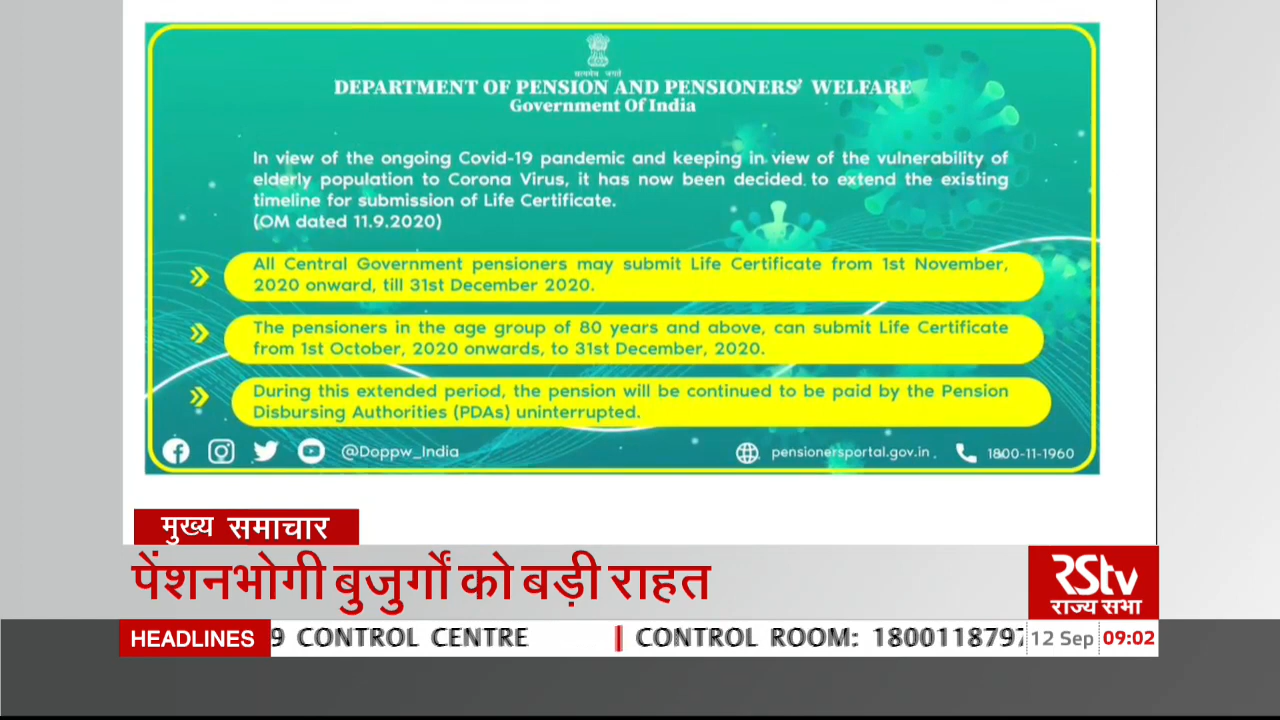 सत्यमेव जयते
DEPARTMENT OF PENSION AND PENSIONERS' WELFARE
Government Of India
In view of the ongoing Covid-19 pandemic and keeping in view of the vulnerability of
elderly population to Corona Virus, it has now been decided to extend the existing
timeline for submission of Life Certificate.
(OM dated 11.9.2020)
All Central Government pensioners may submit Life Certificate from 1st November,
2020 onward, till 31st December 2020.
The pensioners in the age group of 80 years and above, can submit Life Certificate
from 1st October, 2020 onwards, to 31st December, 2020.
During this extended period, the pension will be continued to be paid by the Pension
Disbursing Authorities (PDAs) uninterrupted.
@Doppw_India
pensionersportal.gov.in
1800-11-1960
मुख्य समाचार
पेंशनभोगी बुजुर्गों को बड़ी राहत
RStv
राज्य सभा
HEADLINES
9 CONTROL CENTRE
CONTROL ROOM: 1800118797
12 Sep
09:02